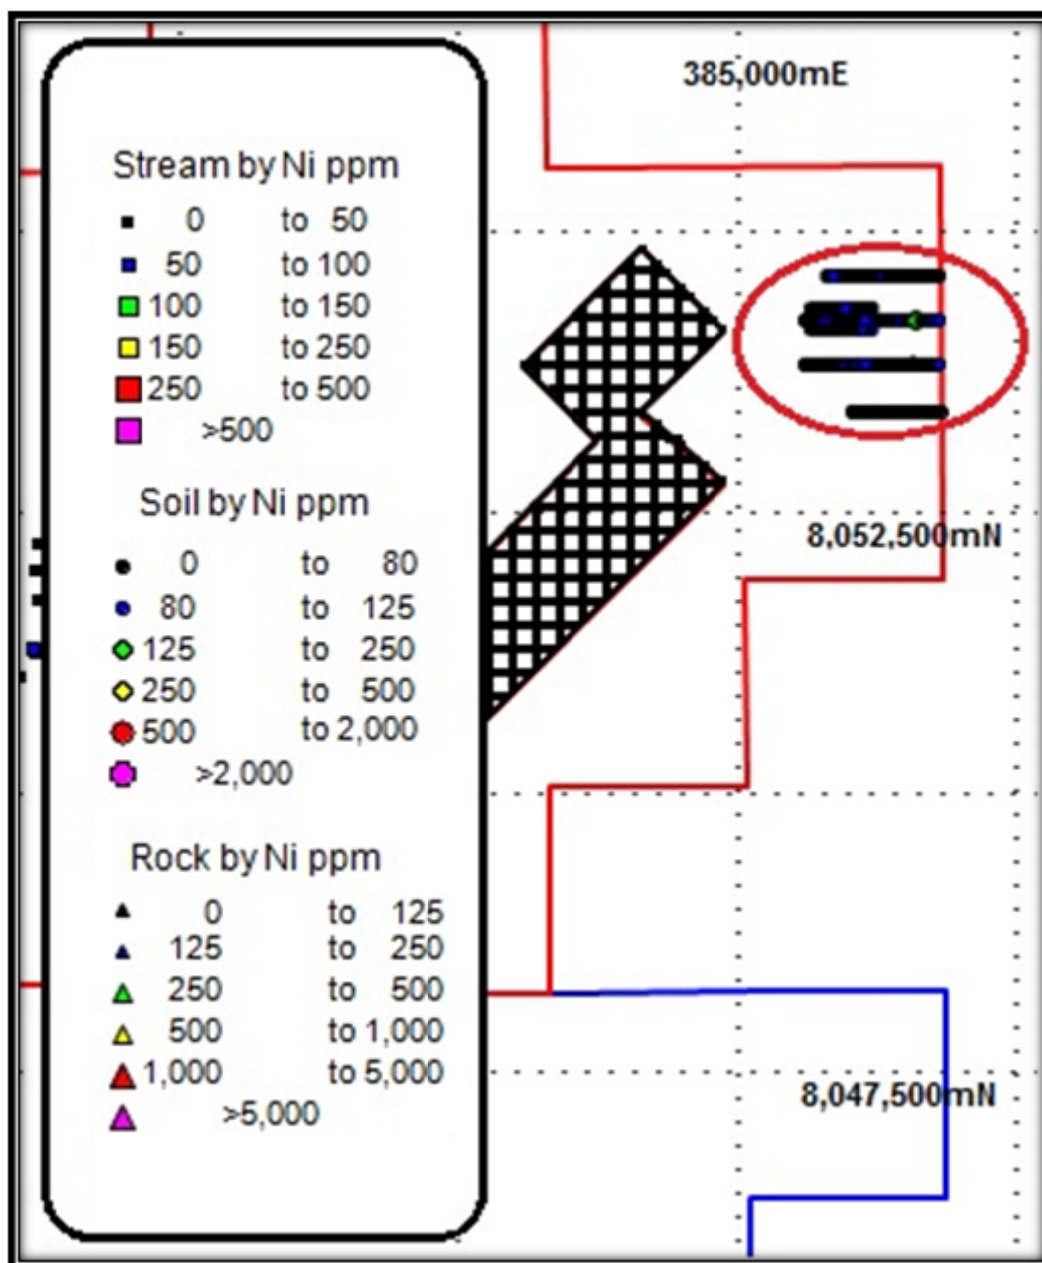 385,000mE
Stream by Ni ppm
0 to 50
50 to 100
100 to 150
150 to 250
250 to 500
>500
Soil by Ni ppm
0 to 80
80 to 125
125 to 250
250 to 500
500 to 2,000
>2,000
Rock by Ni ppm
0 to 125
125 to 250
250 to 500
500 to 1,000
1,000 to 5,000
>5,000
8,052,500mN
8,047,500mN